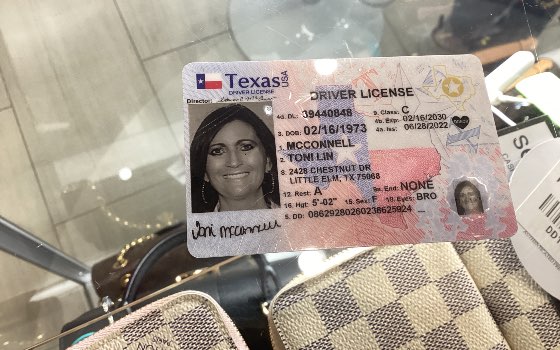 Texas USA
DRIVER LICENSE
Director:
DRIVER LICENSE
4d. DL: 39440848 9. Class: C
4b. Exp: 02/16/2030
3. DOB: 02/16/1973 4a. Iss: 06/28/2022
1. MCCONNELL
2. TONI LIN
8. 2428 CHESTNUT DR
LITTLE ELM, TX 75068
12. Rest: A 9a. End: NONE
16. Hgt: 5'-02" 15. Sex: F 18. Eyes: BRO
5. DD: 08629280260238625924
Toni McConnell
DD